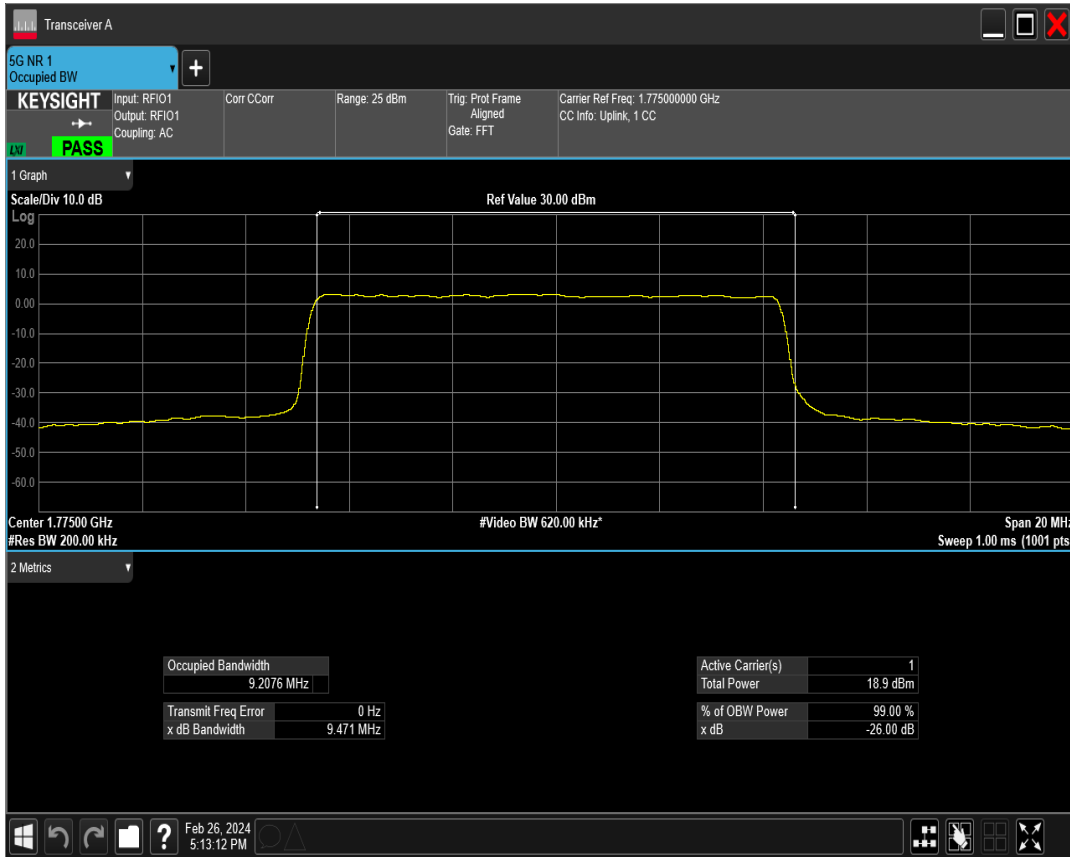 Transceiver A
5G NR 1
Occupied BW
+
KEYSIGHT
LXI
PASS
Input: RFIO1
Output: RFIO1
Coupling: AC
Corr CCorr
Range: 25 dBm
Trig: Prot Frame
Aligned
Gate: FFT
Carrier Ref Freq: 1.775000000 GHz
CC Info: Uplink, 1 CC
1 Graph
Scale/Div 10.0 dB
Ref Value 30.00 dBm
Log
20.0
10.0
0.00
-10.0
-20.0
-30.0
-40.0
-50.0
-60.0
Center 1.77500 GHz
#Video BW 620.00 kHz*
Span 20 MHz
#Res BW 200.00 kHz
Sweep 1.00 ms (1001 pts
2 Metrics
Occupied Bandwidth
9.2076 MHz
Transmit Freq Error 0 Hz
x dB Bandwidth 9.471 MHz
Active Carrier(s) 1
Total Power 18.9 dBm
% of OBW Power 99.00 %
x dB -26.00 dB
?
Feb 26, 2024
5:13:12 PM